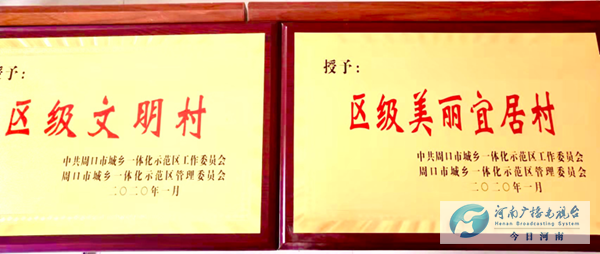 授予：
区级文明村
中共周口市城乡一体化示范区工作委员会
周口市城乡一体化示范区管理委员会
二〇二〇年一月
授予：
区级美丽宜居村
中共周口市城乡一体化示范区工作委员会
周口市城乡一体化示范区管理委员会
二〇二〇年一月
河南广播电视台
Henan Broadcasting System
今日河南